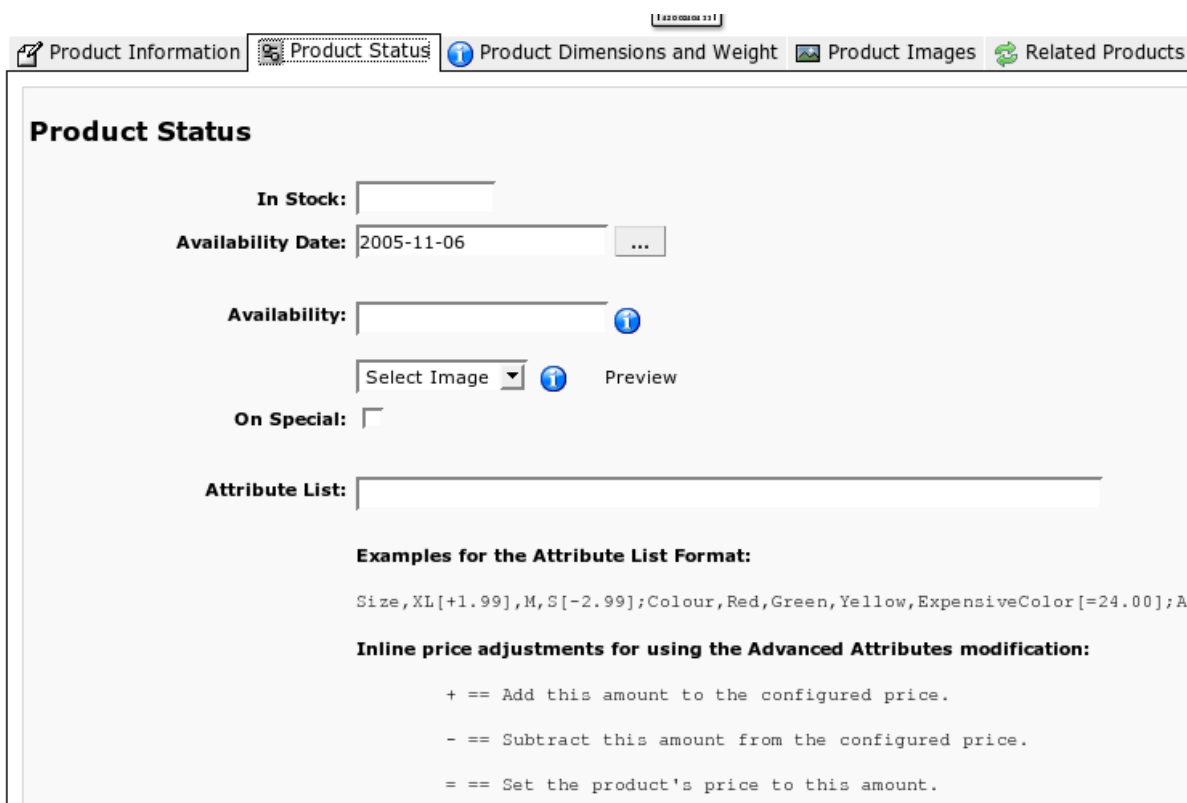 Product Information Product Status Product Dimensions and Weight Product Images Related Products
Product Status
In Stock:
Availability Date: 2005-11-06 ...
Availability:
Select Image Preview
On Special:
Attribute List:
Examples for the Attribute List Format:
Size,XL[+1.99],M,S[-2.99];Colour,Red,Green,Yellow,ExpensiveColor[=24.00];A
Inline price adjustments for using the Advanced Attributes modification:
+ == Add this amount to the configured price.
- == Subtract this amount from the configured price.
= == Set the product's price to this amount.